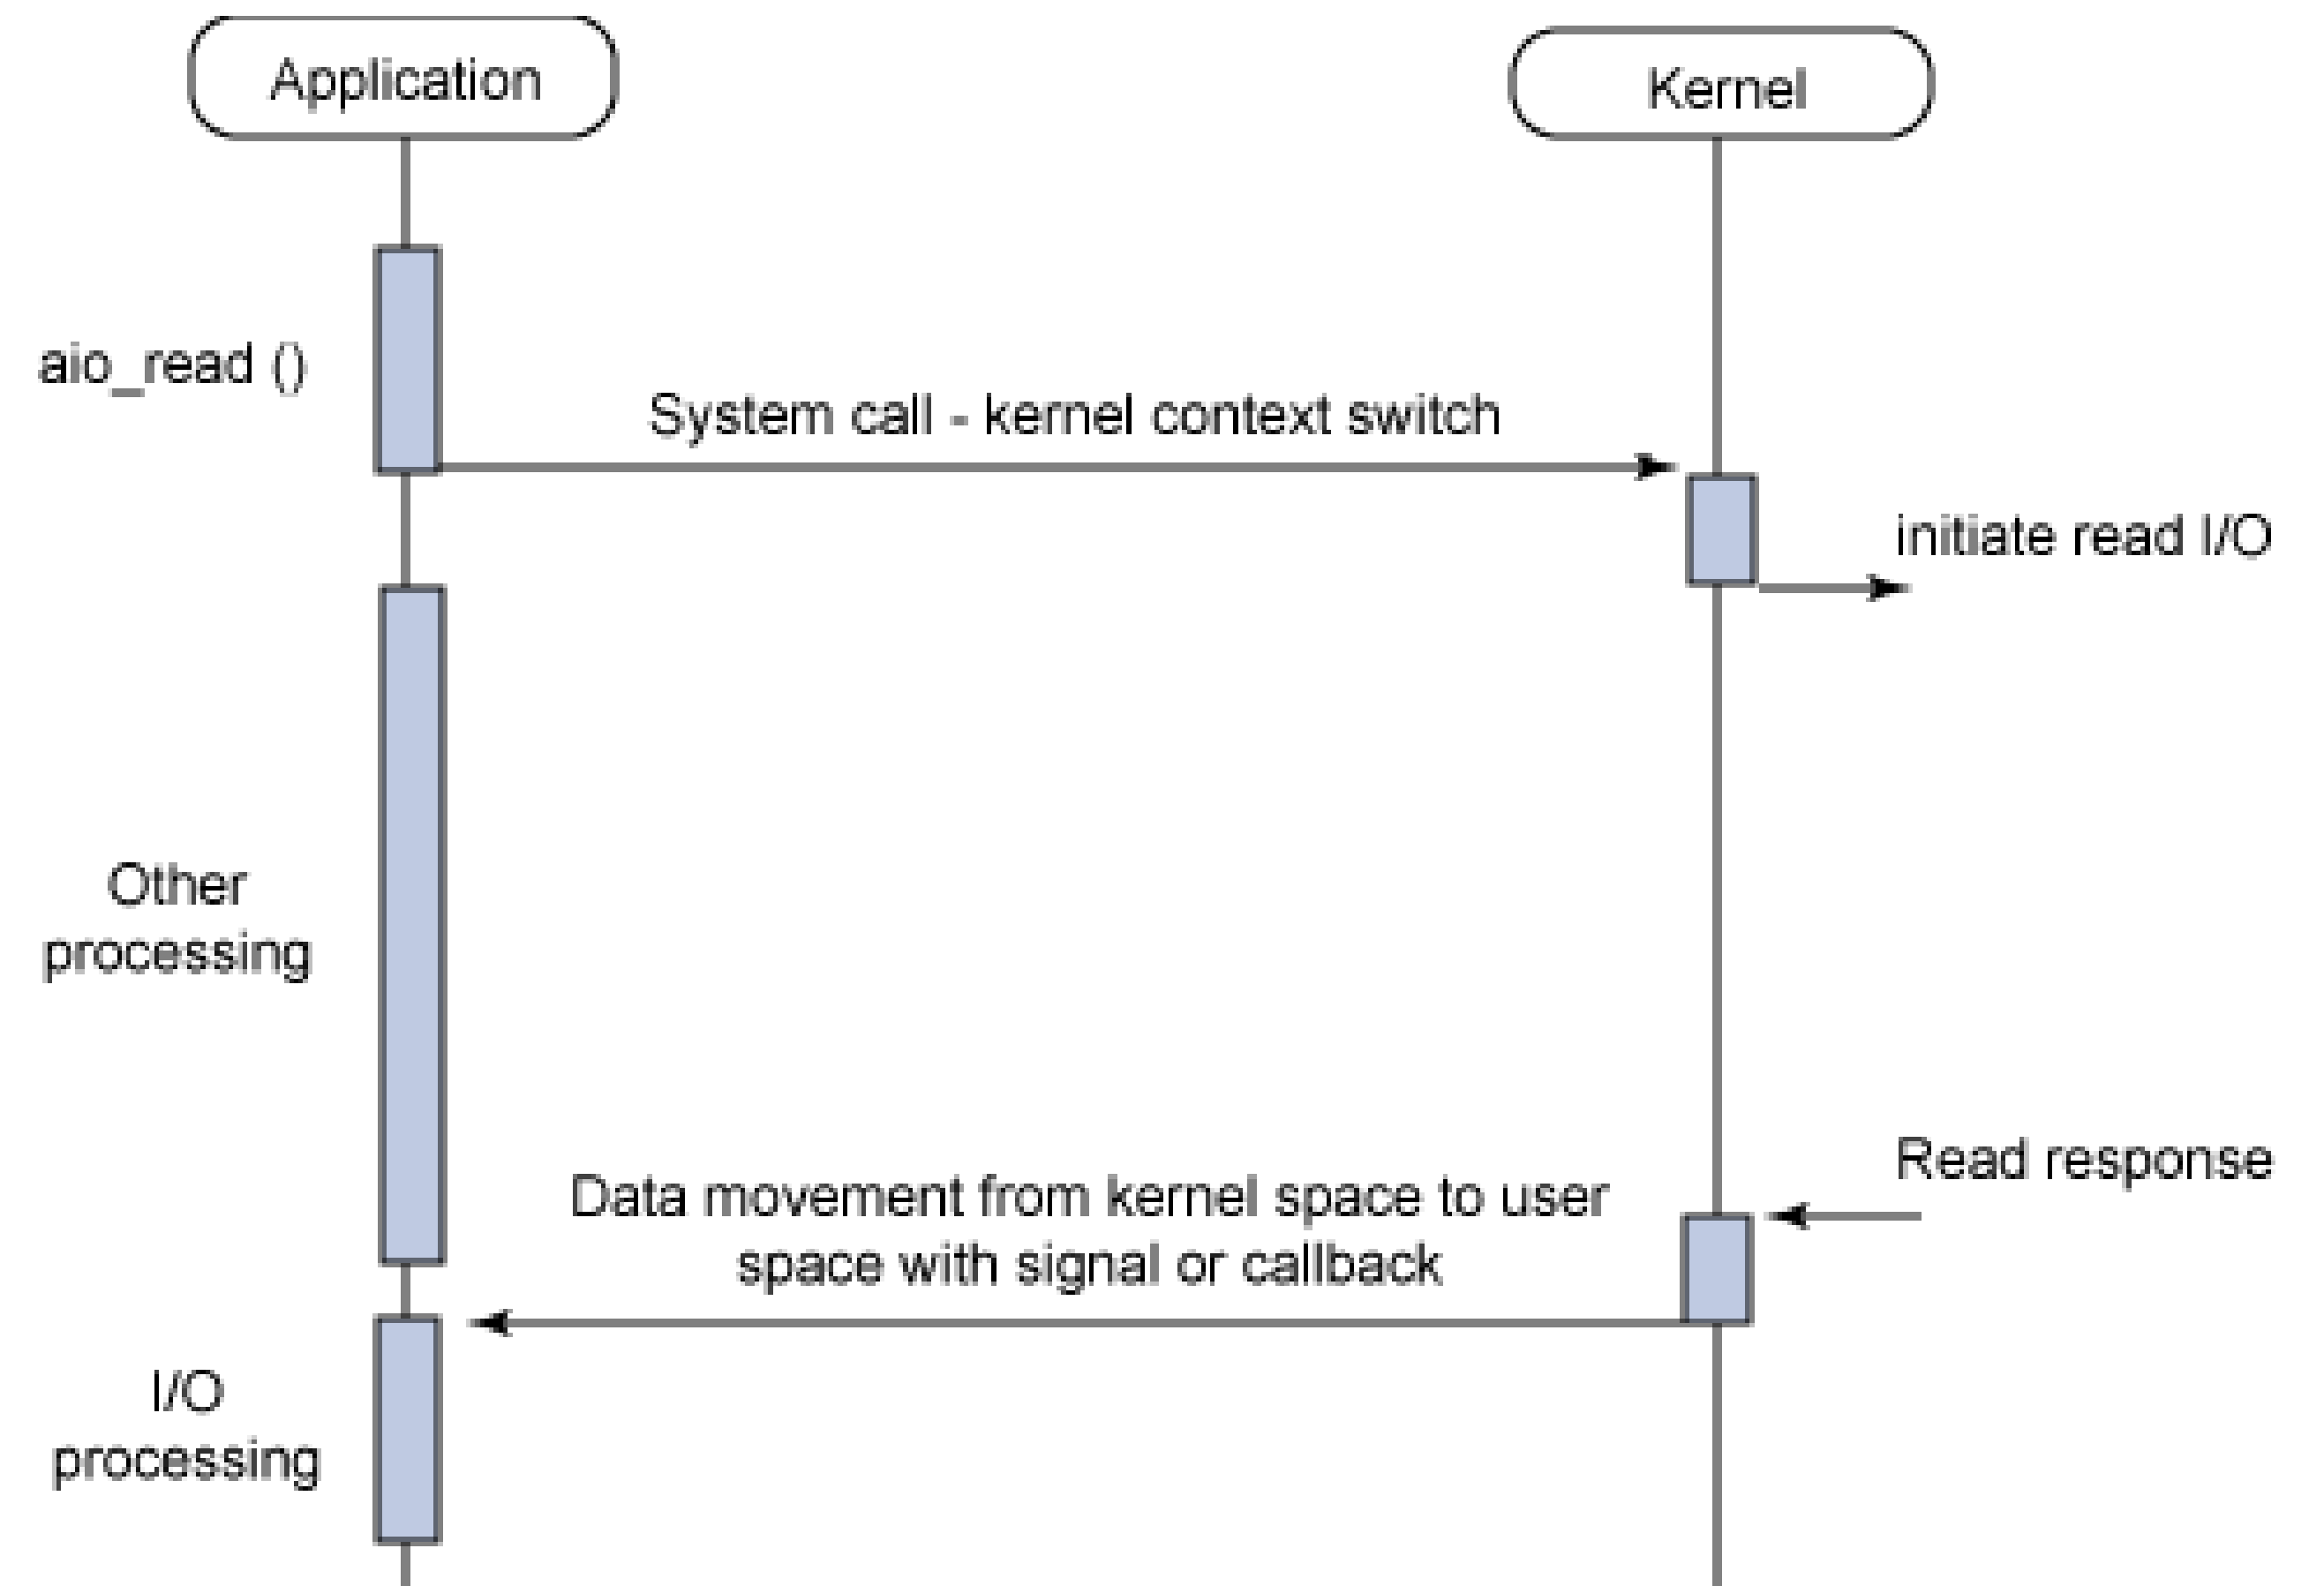 Application
Kernel
aio_read ()
System call - kernel context switch
initiate read I/O
Other
processing
Read response
Data movement from kernel space to user
space with signal or callback
I/O
processing